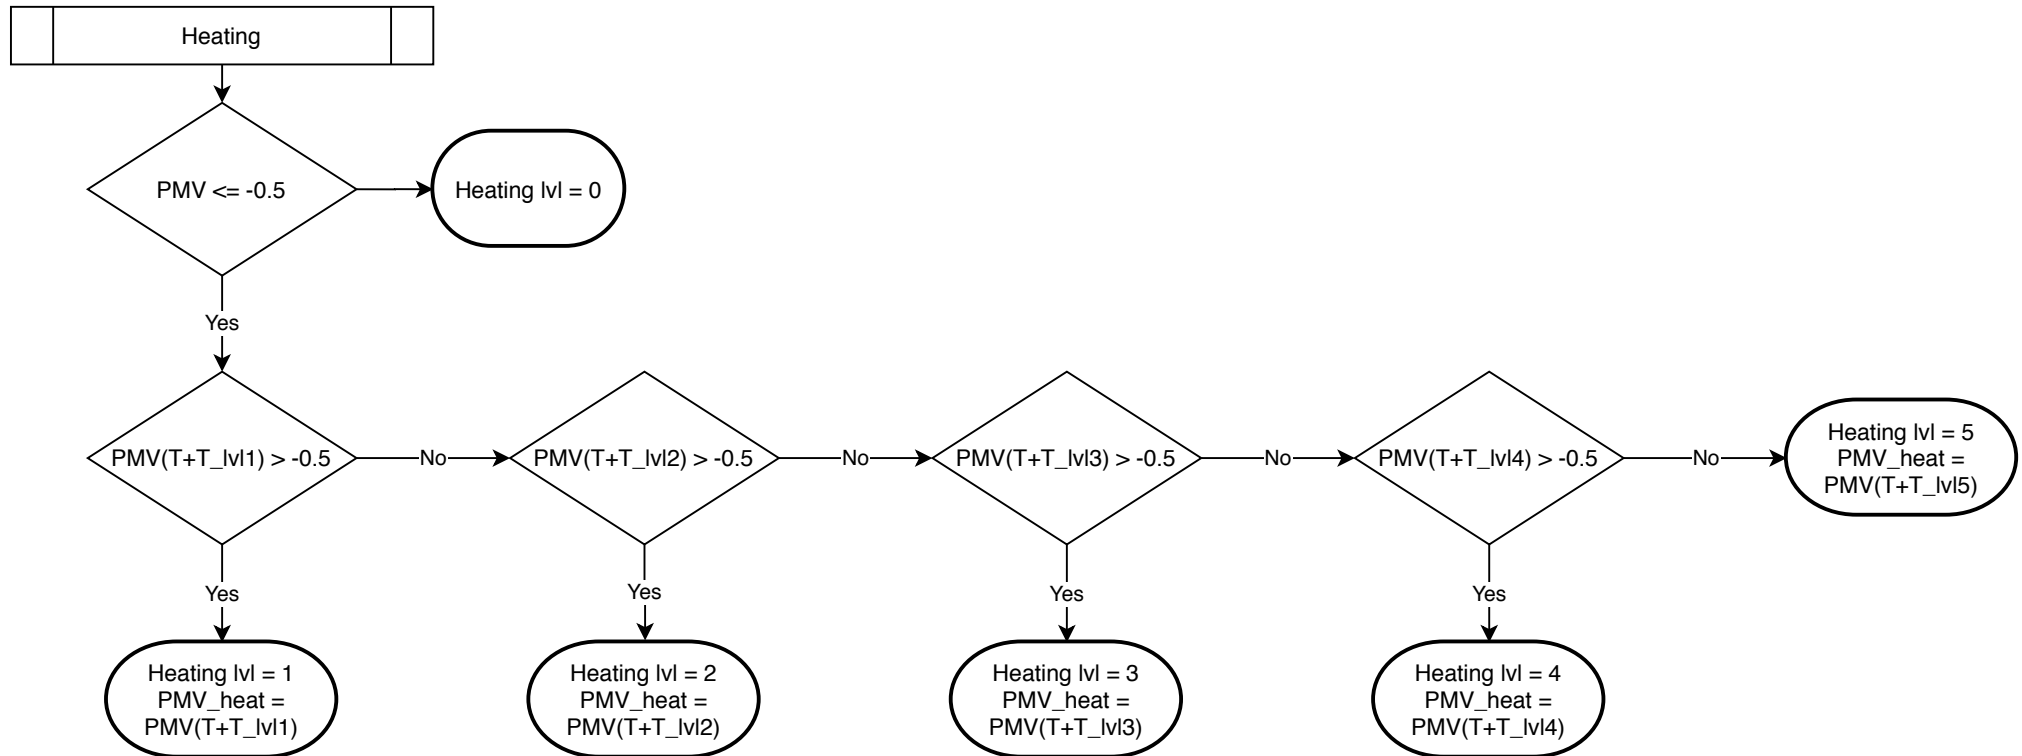 Heating
PMV <= -0.5
Heating lvl = 0
Yes
PMV(T+T_lvl1) > -0.5
No
PMV(T+T_lvl2) > -0.5
No
PMV(T+T_lvl3) > -0.5
No
PMV(T+T_lvl4) > -0.5
No
Heating lvl = 5
PMV_heat =
PMV(T+T_lvl5)
Yes
Yes
Yes
Yes
Heating lvl = 1
PMV_heat =
PMV(T+T_lvl1)
Heating lvl = 2
PMV_heat =
PMV(T+T_lvl2)
Heating lvl = 3
PMV_heat =
PMV(T+T_lvl3)
Heating lvl = 4
PMV_heat =
PMV(T+T_lvl4)